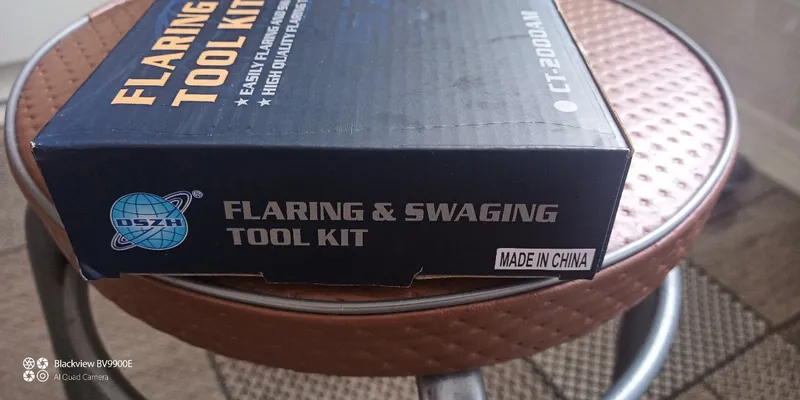 FLARING
TOOL KIT
★ EASILY FLARING AND
★ HIGH QUALITY FLARING
CT-2000AM
DSZH ®
FLARING & SWAGING
TOOL KIT
MADE IN CHINA
Blackview BV9900E
AI Quad Camera